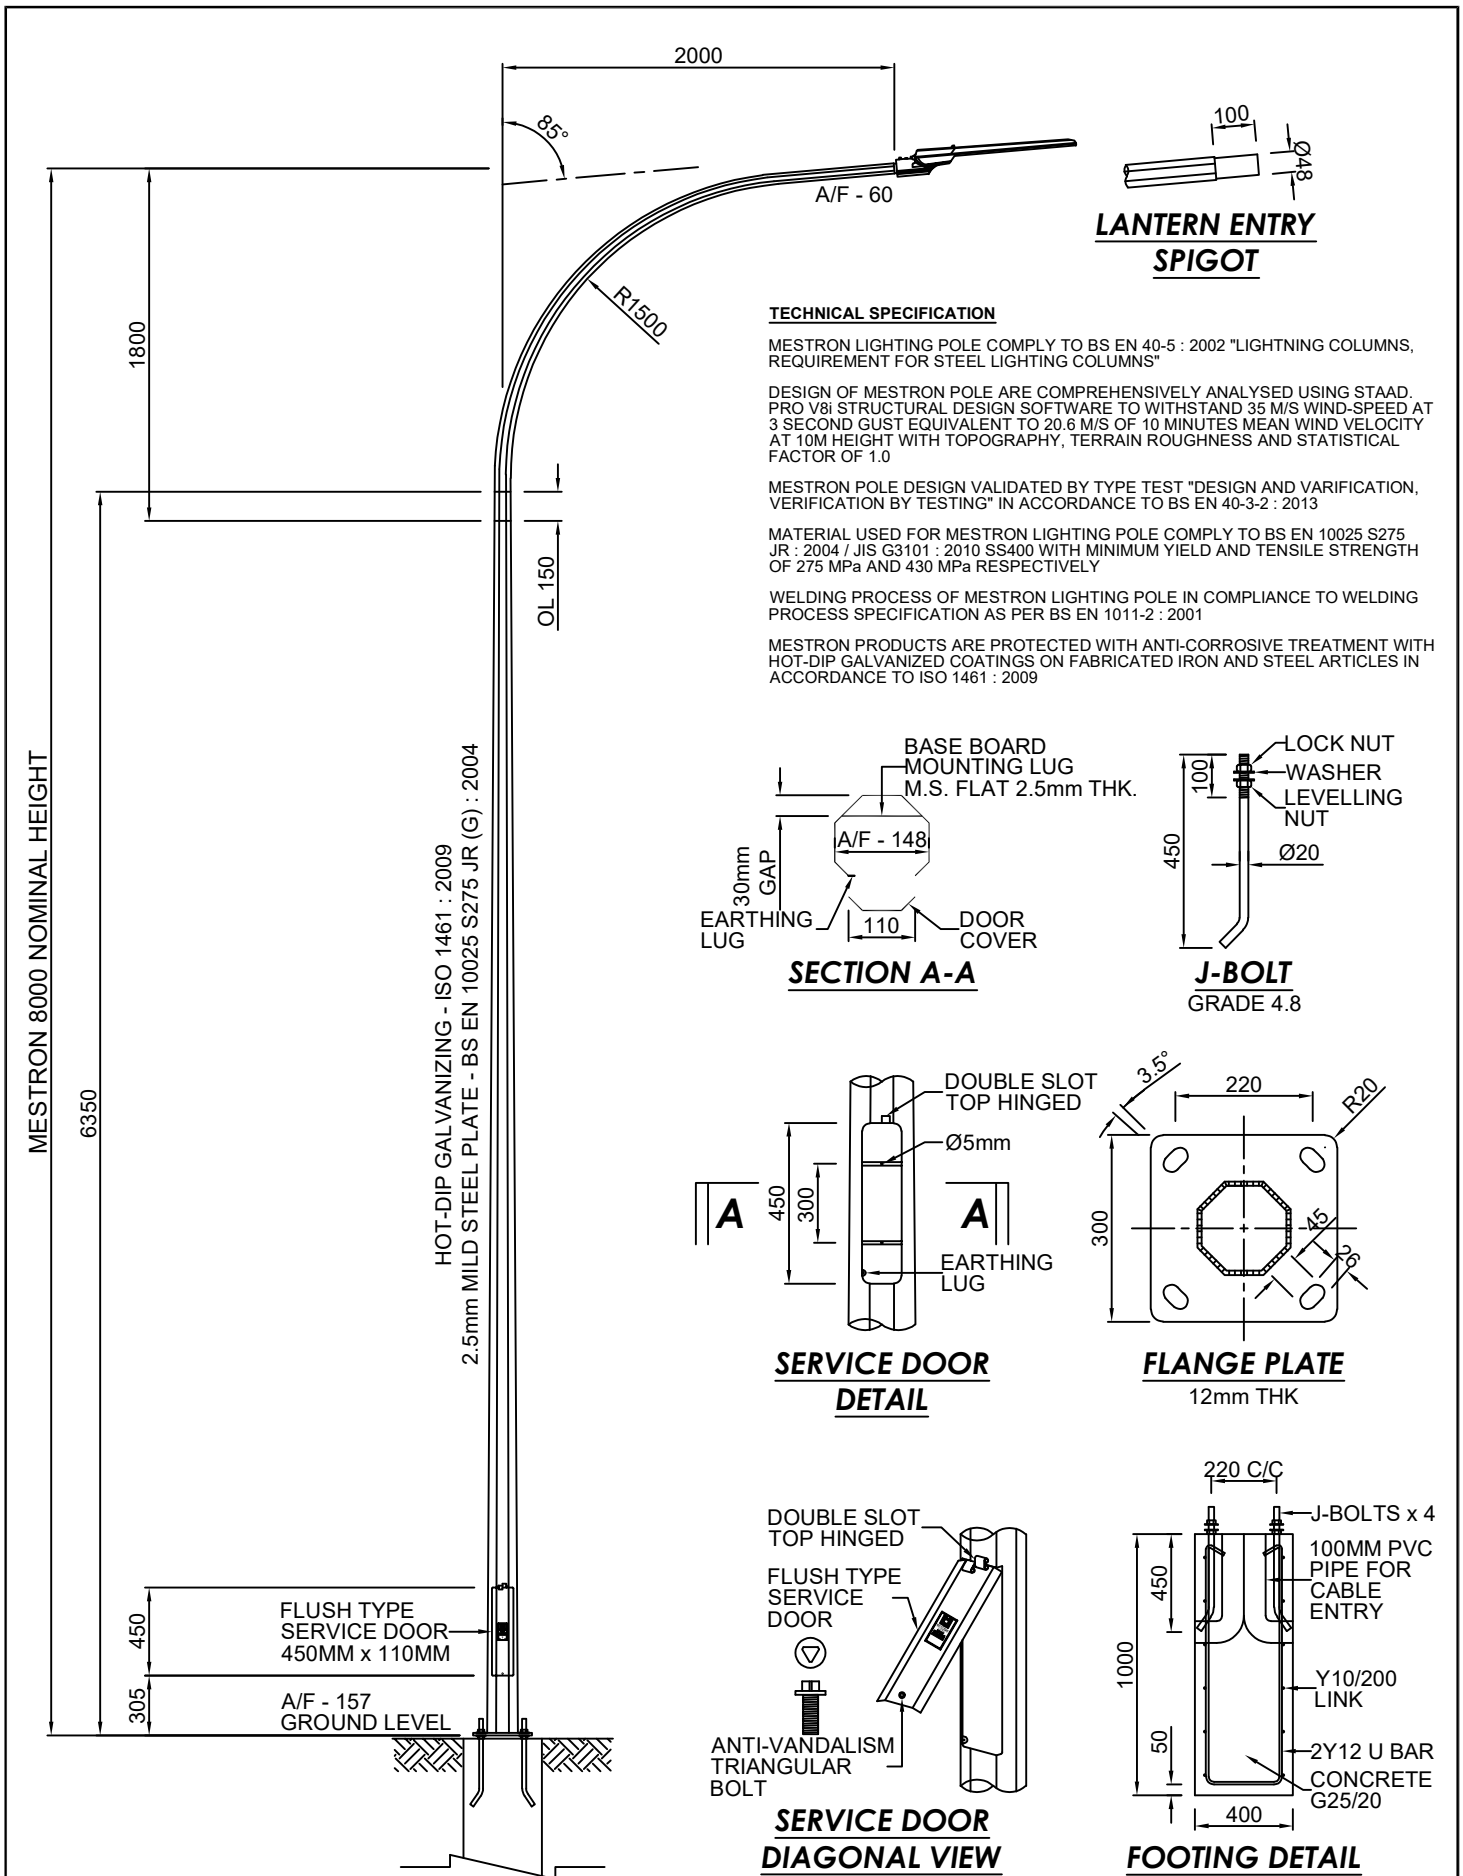 2000
85°
A/F - 60
100
Ø48
LANTERN ENTRY
SPIGOT
R1500
1800
6350
OL 150
MESTRON 8000 NOMINAL HEIGHT
HOT-DIP GALVANIZING - ISO 1461 : 2009
2.5mm MILD STEEL PLATE - BS EN 10025 S275 JR (G) : 2004
TECHNICAL SPECIFICATION
MESTRON LIGHTING POLE COMPLY TO BS EN 40-5 : 2002 "LIGHTNING COLUMNS,
REQUIREMENT FOR STEEL LIGHTING COLUMNS"
DESIGN OF MESTRON POLE ARE COMPREHENSIVELY ANALYSED USING STAAD.
PRO V8i STRUCTURAL DESIGN SOFTWARE TO WITHSTAND 35 M/S WIND-SPEED AT
3 SECOND GUST EQUIVALENT TO 20.6 M/S OF 10 MINUTES MEAN WIND VELOCITY
AT 10M HEIGHT WITH TOPOGRAPHY, TERRAIN ROUGHNESS AND STATISTICAL
FACTOR OF 1.0
MESTRON POLE DESIGN VALIDATED BY TYPE TEST "DESIGN AND VARIFICATION,
VERIFICATION BY TESTING" IN ACCORDANCE TO BS EN 40-3-2 : 2013
MATERIAL USED FOR MESTRON LIGHTING POLE COMPLY TO BS EN 10025 S275
JR : 2004 / JIS G3101 : 2010 SS400 WITH MINIMUM YIELD AND TENSILE STRENGTH
OF 275 MPa AND 430 MPa RESPECTIVELY
WELDING PROCESS OF MESTRON LIGHTING POLE IN COMPLIANCE TO WELDING
PROCESS SPECIFICATION AS PER BS EN 1011-2 : 2001
MESTRON PRODUCTS ARE PROTECTED WITH ANTI-CORROSIVE TREATMENT WITH
HOT-DIP GALVANIZED COATINGS ON FABRICATED IRON AND STEEL ARTICLES IN
ACCORDANCE TO ISO 1461 : 2009
BASE BOARD
MOUNTING LUG
M.S. FLAT 2.5mm THK.
A/F - 148
30mm
GAP
EARTHING
LUG
110
DOOR
COVER
SECTION A-A
LOCK NUT
WASHER
LEVELLING
NUT
100
450
Ø20
J-BOLT
GRADE 4.8
DOUBLE SLOT
TOP HINGED
Ø5mm
450
300
A
A
EARTHING
LUG
SERVICE DOOR
DETAIL
3.5°
220
R20
300
45
26
FLANGE PLATE
12mm THK
450
305
FLUSH TYPE
SERVICE DOOR
450MM x 110MM
A/F - 157
GROUND LEVEL
DOUBLE SLOT
TOP HINGED
FLUSH TYPE
SERVICE
DOOR
ANTI-VANDALISM
TRIANGULAR
BOLT
SERVICE DOOR
DIAGONAL VIEW
220 C/C
J-BOLTS x 4
100MM PVC
PIPE FOR
CABLE
ENTRY
450
1000
50
Y10/200
LINK
2Y12 U BAR
CONCRETE
G25/20
400
FOOTING DETAIL